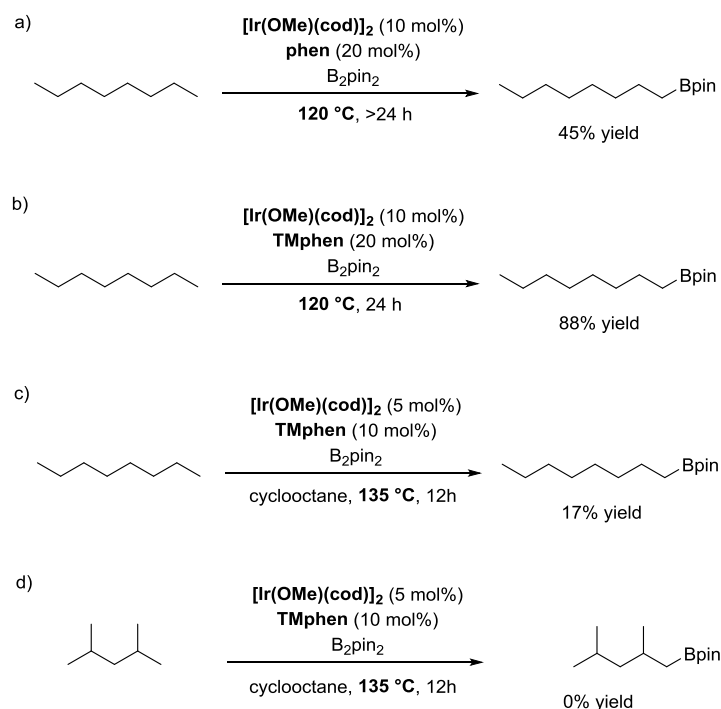 a)
[Ir(OMe)(cod)]₂ (10 mol%)
phen (20 mol%)
B₂pin₂
120 °C, >24 h
Bpin
45% yield
b)
[Ir(OMe)(cod)]₂ (10 mol%)
TMphen (20 mol%)
B₂pin₂
120 °C, 24 h
Bpin
88% yield
c)
[Ir(OMe)(cod)]₂ (5 mol%)
TMphen (10 mol%)
B₂pin₂
cyclooctane, 135 °C, 12h
Bpin
17% yield
d)
[Ir(OMe)(cod)]₂ (5 mol%)
TMphen (10 mol%)
B₂pin₂
cyclooctane, 135 °C, 12h
Bpin
0% yield